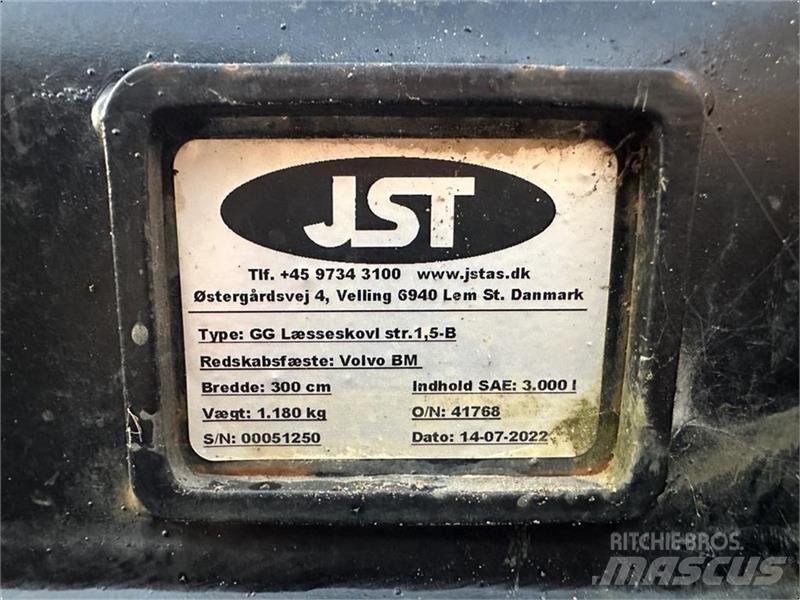 JST
Tlf. +45 9734 3100 www.jstas.dk
Østergårdsvej 4, Velling 6940 Lem St. Danmark
Type: GG Læsseskovl str.1,5-B
Redskabsfæste: Volvo BM
Bredde: 300 cm Indhold SAE: 3.000 l
Vægt: 1.180 kg O/N: 41768
S/N: 00051250 Dato: 14-07-2022
RITCHIE BROS.
MASCUS